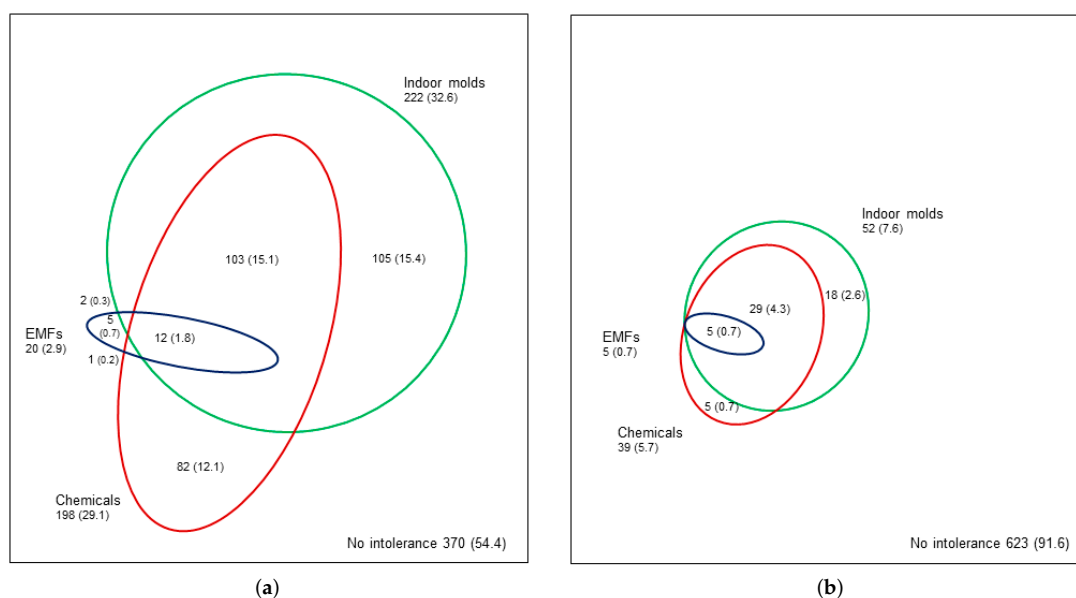 Indoor molds
222 (32.6)
103 (15.1)
105 (15.4)
2 (0.3)
5
(0.7)
EMFs
20 (2.9)
12 (1.8)
1 (0.2)
82 (12.1)
Chemicals
198 (29.1)
No intolerance 370 (54.4)
(a)
Indoor molds
52 (7.6)
18 (2.6)
29 (4.3)
EMFs
5 (0.7)
5 (0.7)
5 (0.7)
Chemicals
39 (5.7)
No intolerance 623 (91.6)
(b)